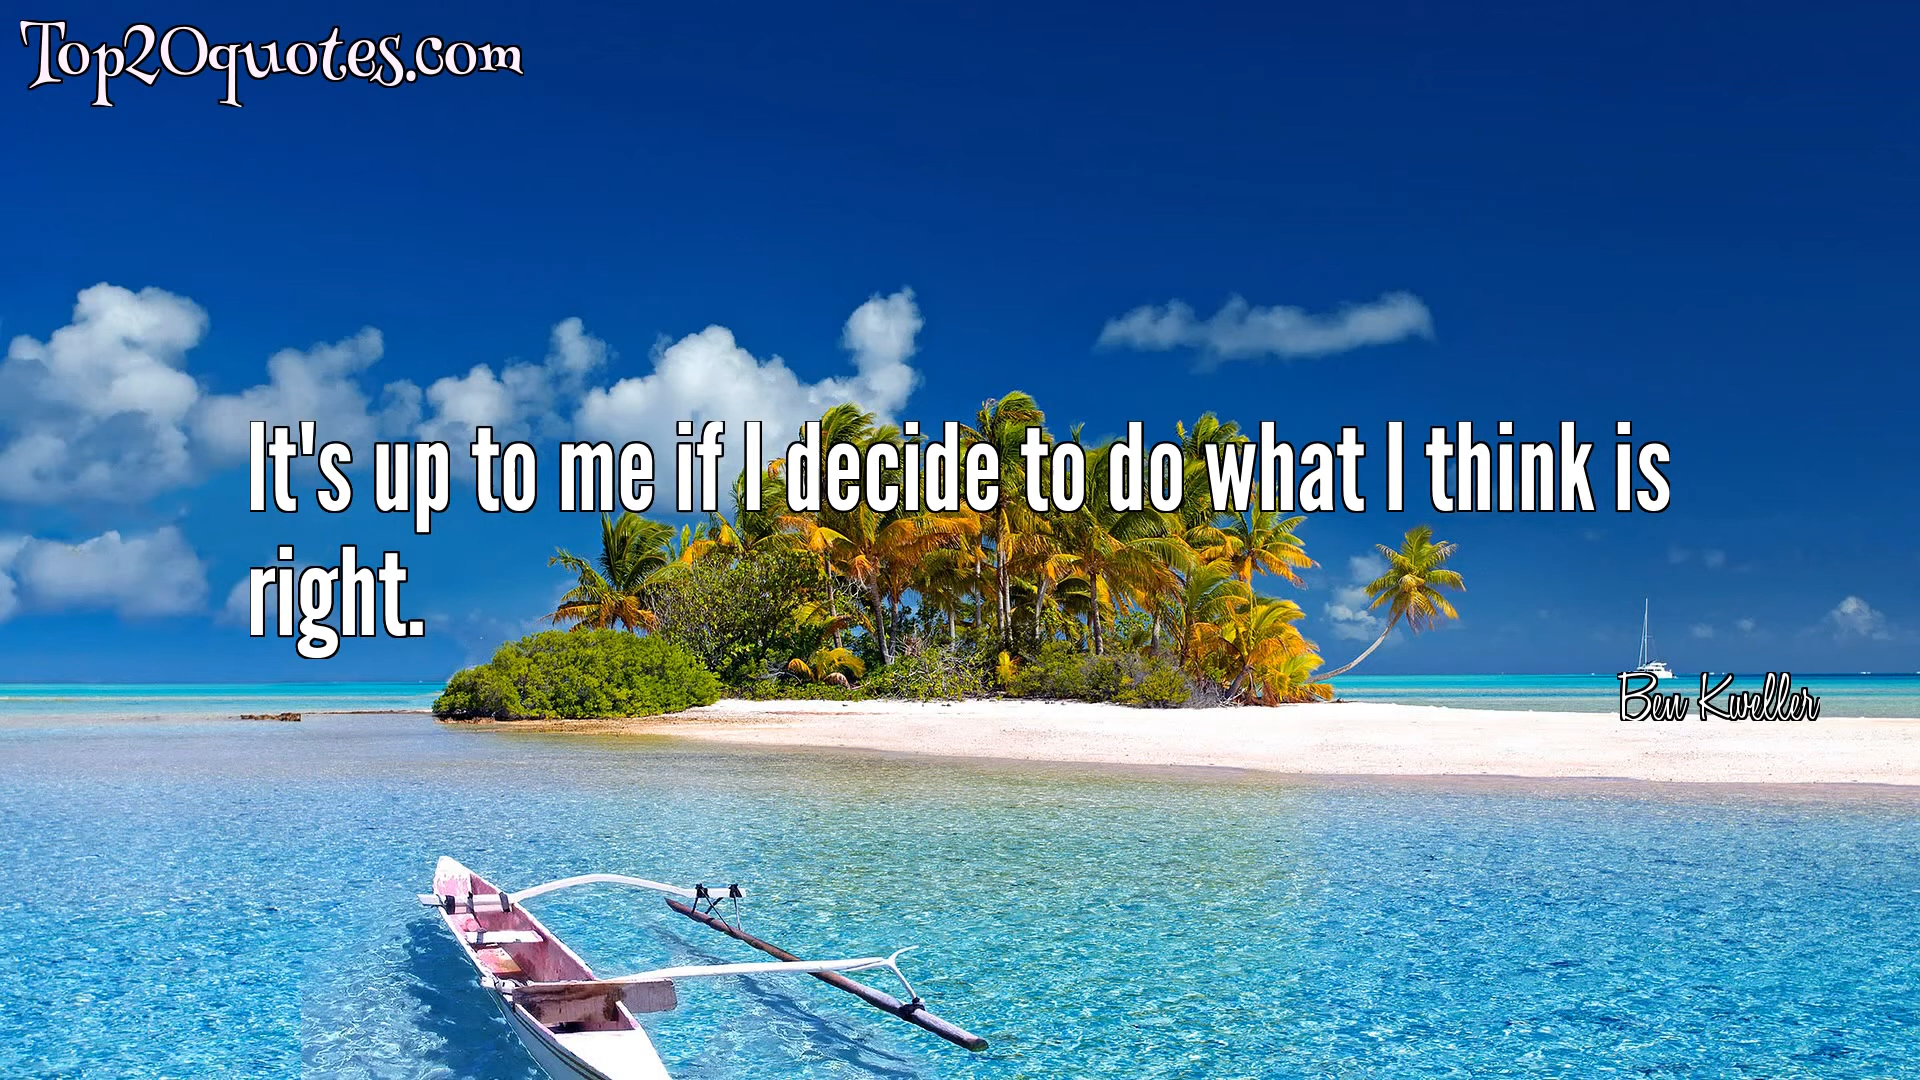 Top20quotes.com
It's up to me if I decide to do what I think is
right.
Ben Kweller